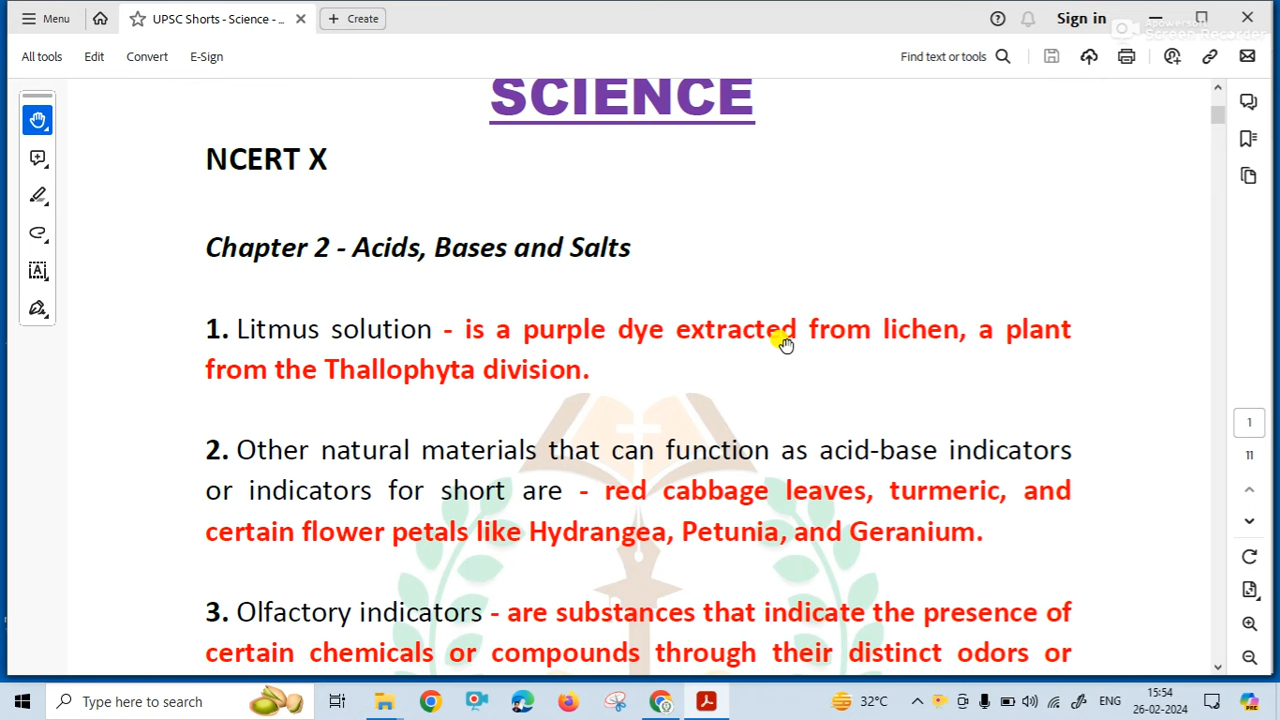 Menu
UPSC Shorts - Science - ...
Create
Sign in
Apowersoft
Screen Recorder
All tools
Edit
Convert
E-Sign
Find text or tools
SCIENCE
NCERT X
Chapter 2 - Acids, Bases and Salts
1. Litmus solution - is a purple dye extracted from lichen, a plant
from the Thallophyta division.
2. Other natural materials that can function as acid-base indicators
or indicators for short are - red cabbage leaves, turmeric, and
certain flower petals like Hydrangea, Petunia, and Geranium.
3. Olfactory indicators - are substances that indicate the presence of
certain chemicals or compounds through their distinct odors or
1
11
Type here to search
32°C
ENG
15:54
26-02-2024
PRE